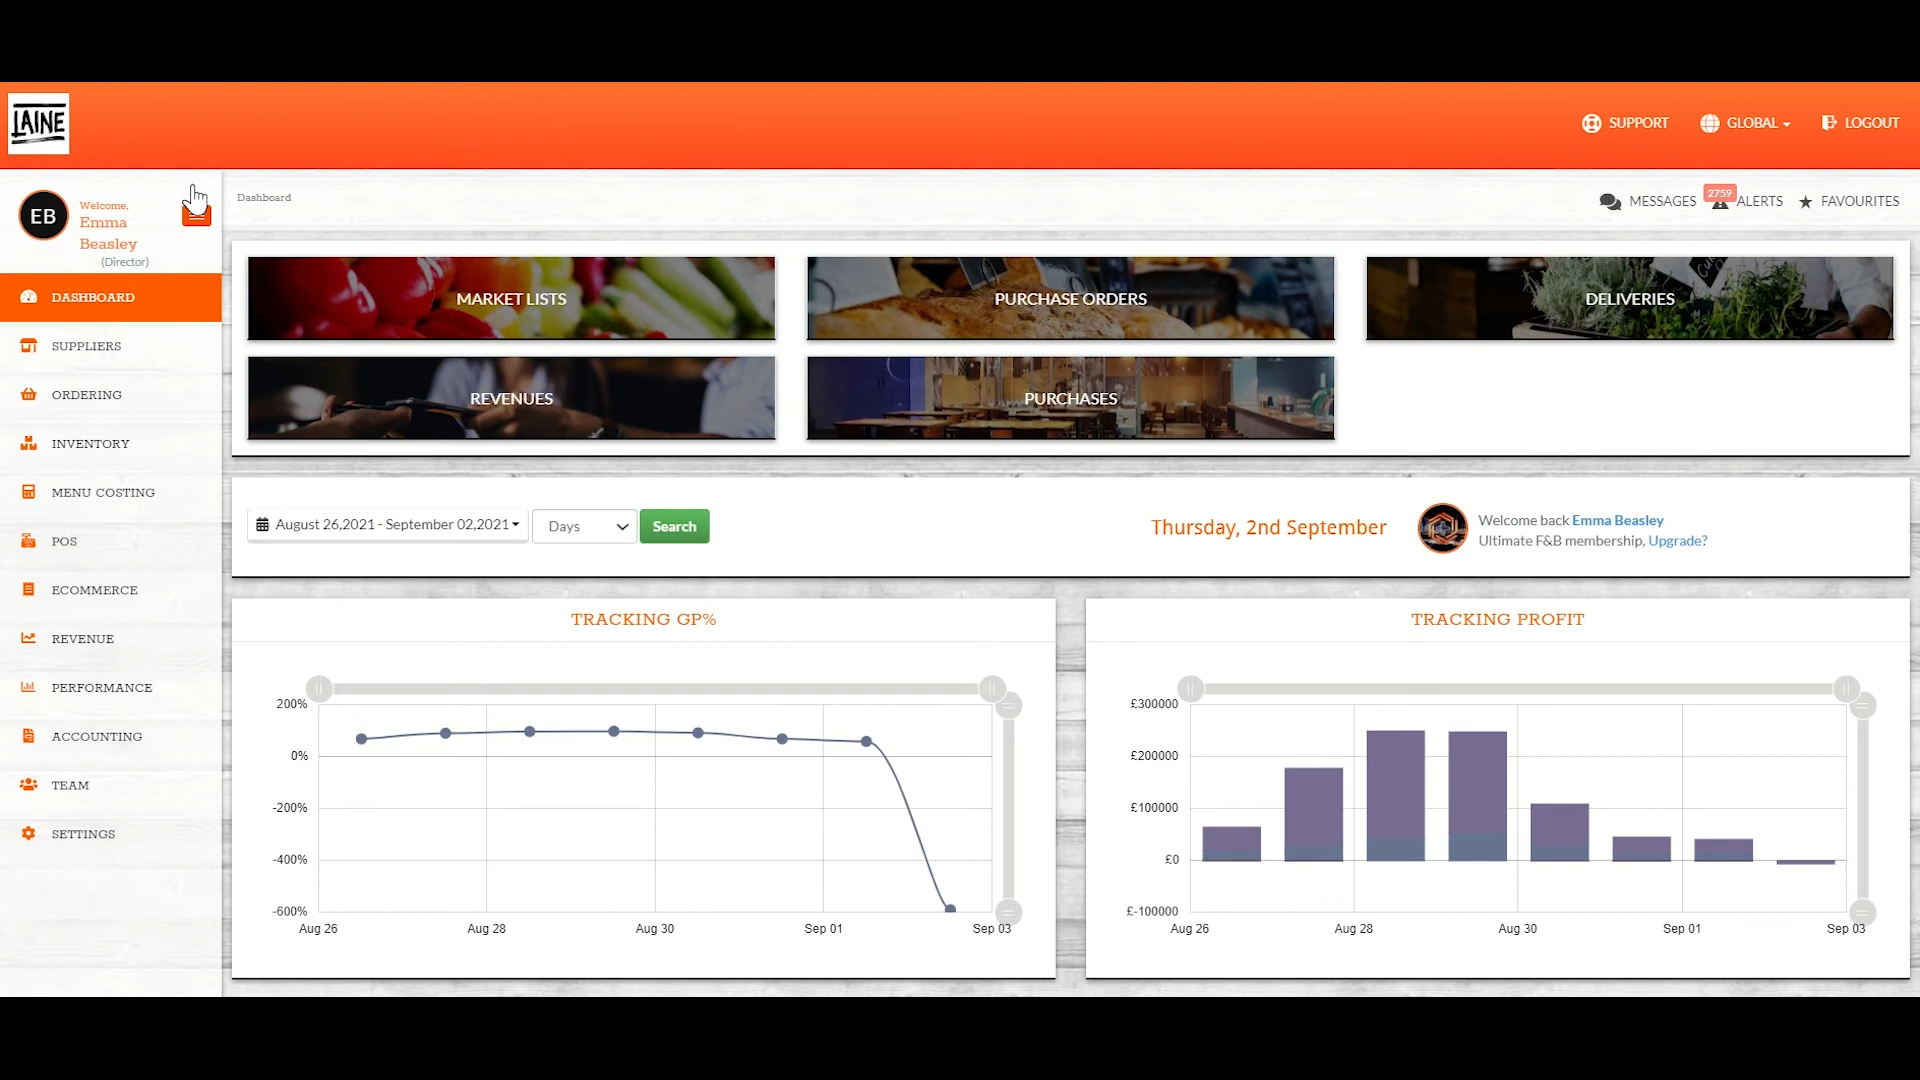 LAINE
SUPPORT
GLOBAL
LOGOUT
EB
Welcome,
Emma
Beasley
(Director)
Dashboard
MESSAGES
2759
ALERTS
FAVOURITES
DASHBOARD
SUPPLIERS
ORDERING
INVENTORY
MENU COSTING
POS
ECOMMERCE
REVENUE
PERFORMANCE
ACCOUNTING
TEAM
SETTINGS
MARKET LISTS
PURCHASE ORDERS
DELIVERIES
REVENUES
PURCHASES
August 26,2021 - September 02,2021
Days
Search
Thursday, 2nd September
Welcome back Emma Beasley
Ultimate F&B membership, Upgrade?
TRACKING GP%
200%
0%
-200%
-400%
-600%
Aug 26
Aug 28
Aug 30
Sep 01
Sep 03
TRACKING PROFIT
£300000
£200000
£100000
£0
£-100000
Aug 26
Aug 28
Aug 30
Sep 01
Sep 03